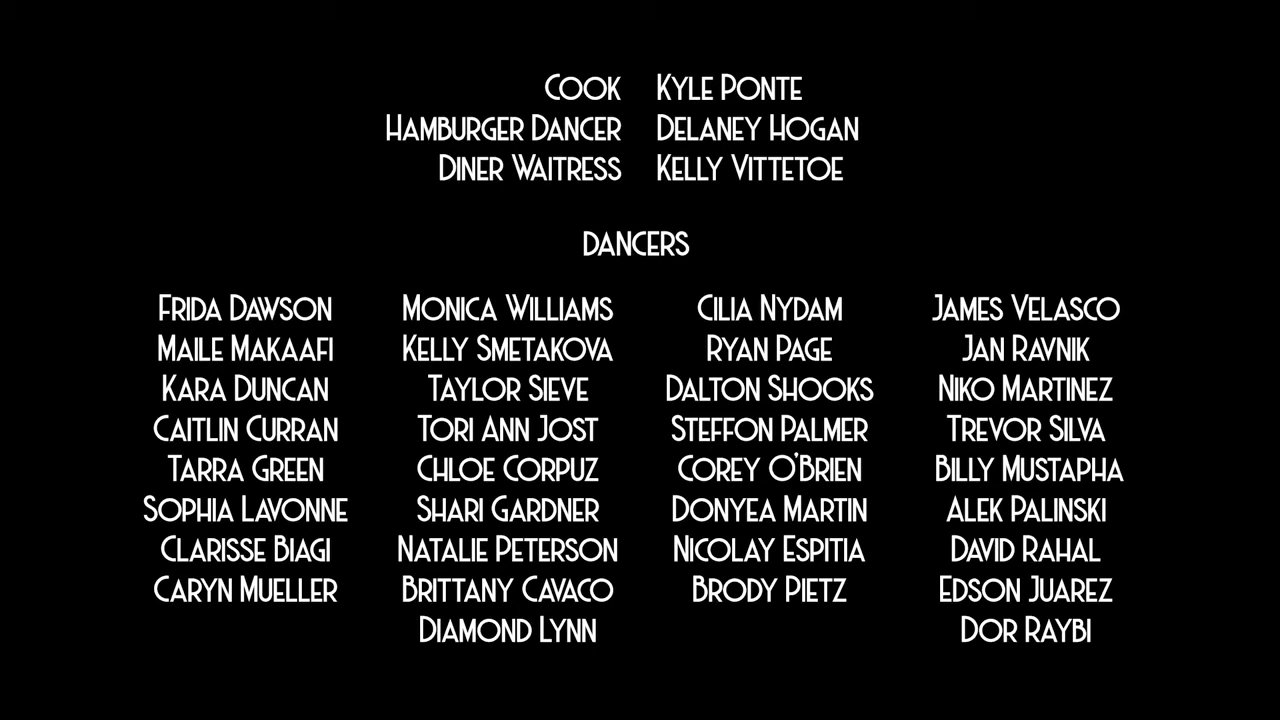 Cook Kyle Ponte
Hamburger Dancer Delaney Hogan
Diner Waitress Kelly Vittetoe
DANCERS
Frida Dawson Monica Williams Cilia Nydam James Velasco
Maile Makaafi Kelly Smetakova Ryan Page Jan Ravnik
Kara Duncan Taylor Sieve Dalton Shooks Niko Martinez
Caitlin Curran Tori Ann Jost Steffon Palmer Trevor Silva
Tarra Green Chloe Corpuz Corey O'Brien Billy Mustapha
Sophia Lavonne Shari Gardner Donyea Martin Alek Palinski
Clarisse Biagi Natalie Peterson Nicolay Espitia David Rahal
Caryn Mueller Brittany Cavaco Brody Pietz Edson Juarez
Diamond Lynn Dor Raybi